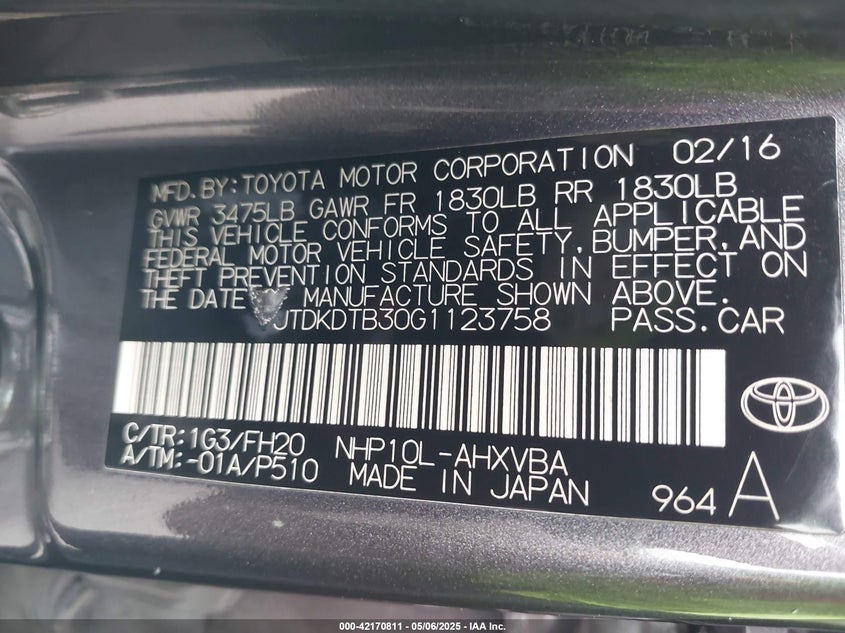 MFD. BY: TOYOTA MOTOR CORPORATION 02/16
GVWR 3475LB GAWR FR 1830LB RR 1830LB
THIS VEHICLE CONFORMS TO ALL APPLICABLE
FEDERAL MOTOR VEHICLE SAFETY, BUMPER, AND
THEFT PREVENTION STANDARDS IN EFFECT ON
THE DATE MANUFACTURE SHOWN ABOVE.
JTDKDTB30G1123758 PASS. CAR
C/TR: 1G3/FH20 NHP10L-AHXVBA
A/TM: -01A/P510 MADE IN JAPAN
964 A
000-42170811 - 05/06/2025 - IAA Inc.